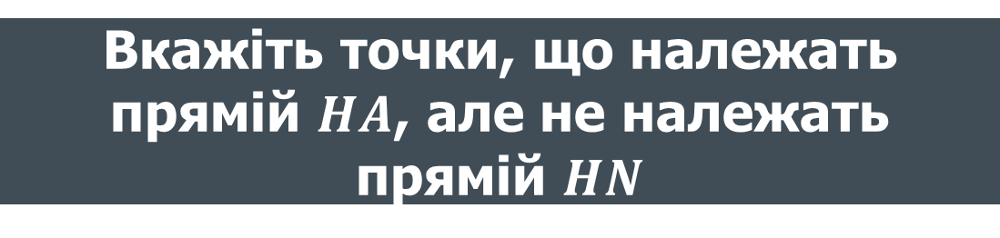 Вкажіть точки, що належать
прямій HA, але не належать
прямій HN